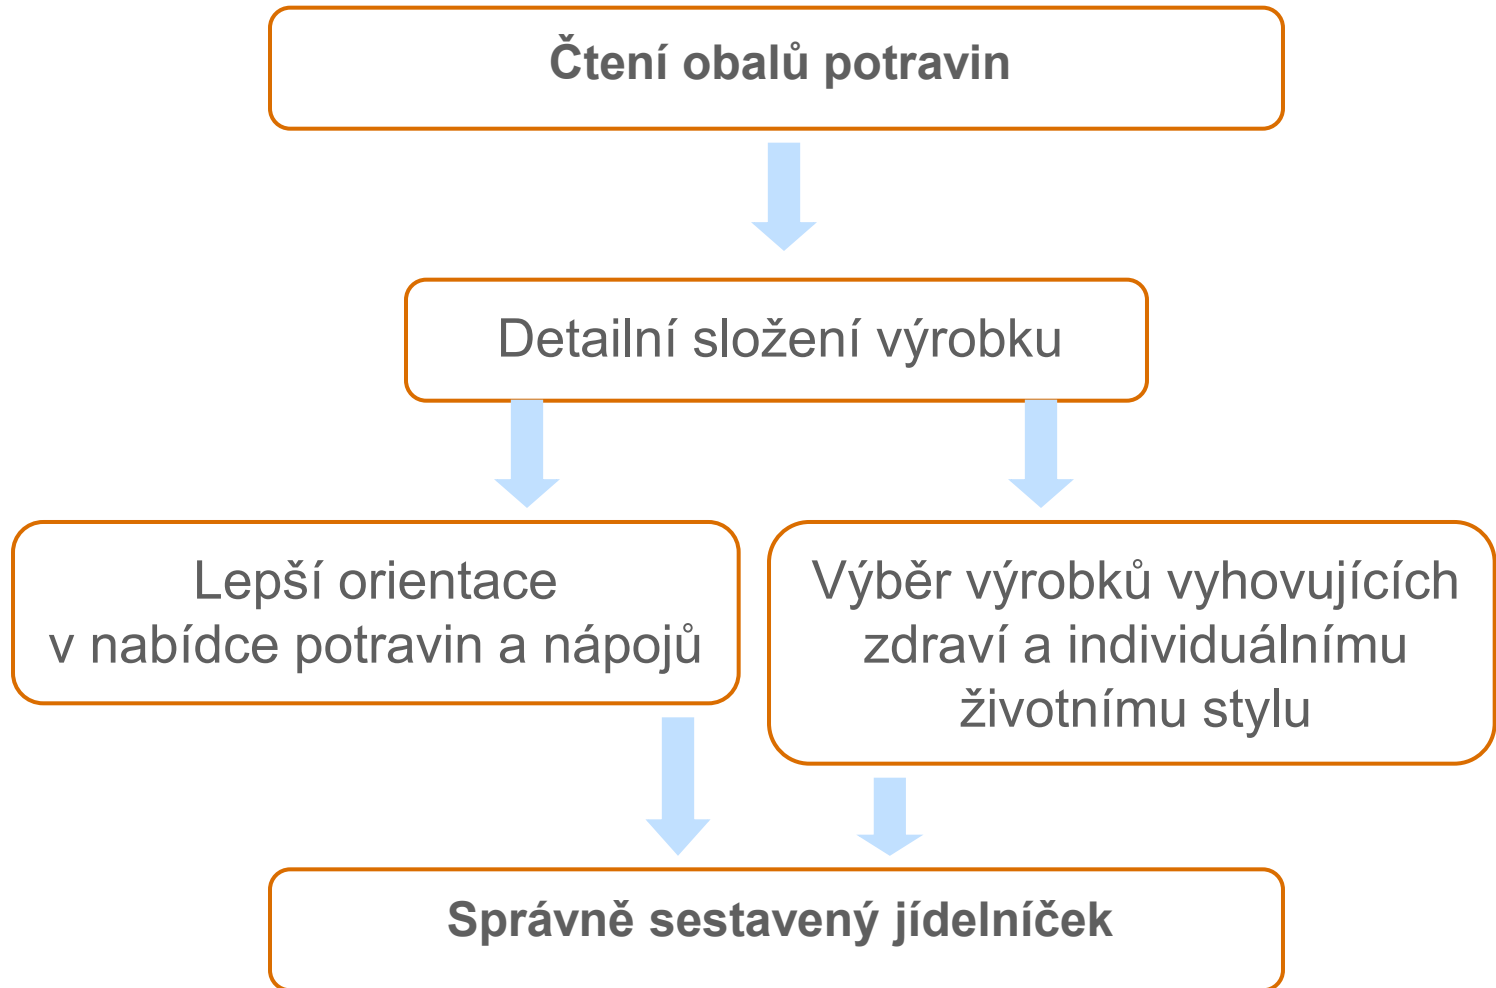 Čtení obalů potravin
Detailní složení výrobku
Lepší orientace
v nabídce potravin a nápojů
Výběr výrobků vyhovujících
zdraví a individuálnímu
životnímu stylu
Správně sestavený jídelníček